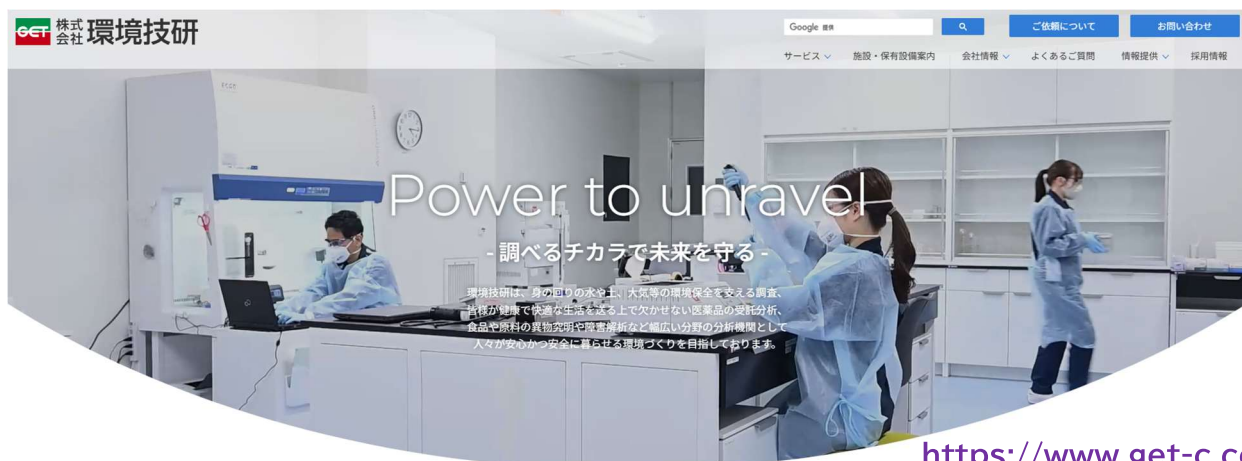 GET 株式会社 環境技研
Google 提供
ご依頼について
お問い合わせ
サービス
施設・保有設備案内
会社情報
よくあるご質問
情報提供
採用情報
Power to unravel
- 調べるチカラで未来を守る -
環境技研は、身の回りの水や土、大気等の環境保全を支える調査、
皆様が健康で快適な生活を送る上で欠かせない医薬品の受託分析、
食品や原料の異物究明や障害解析など幅広い分野の分析機関として
人々が安心かつ安全に暮らせる環境づくりを目指しております。
https://www.get-c.co